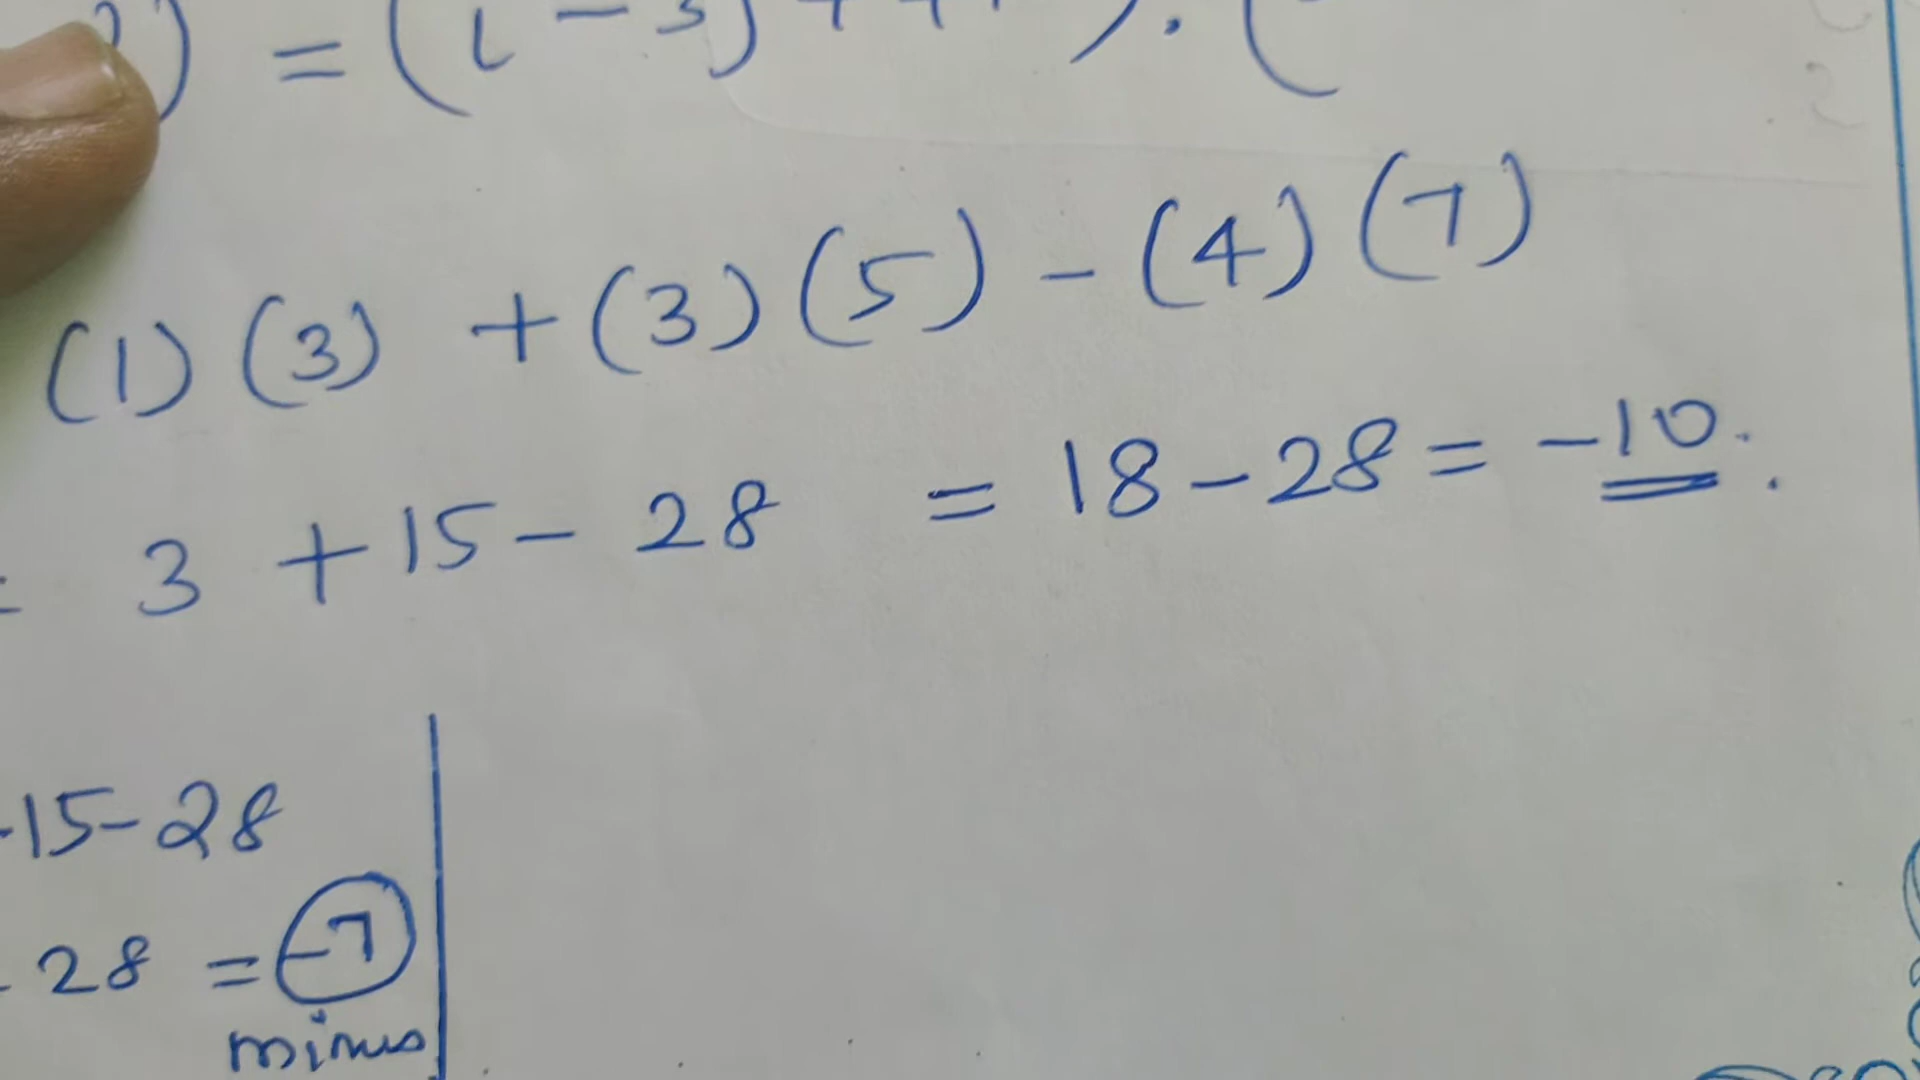 (1)(3) + (3)(5) - (4)(7)
= 3 + 15 - 28 = 18 - 28 = -10.
-15-28
- 28 = -7
minus